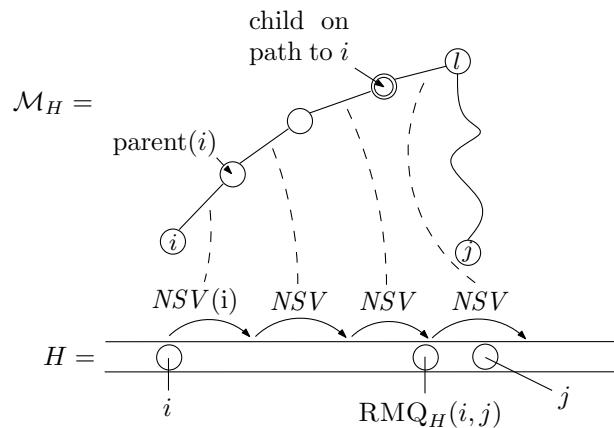 child on
path to i
l
M_H =
parent(i)
i
j
NSV(i) NSV NSV NSV
H =
i
RMQ_H(i, j)
j